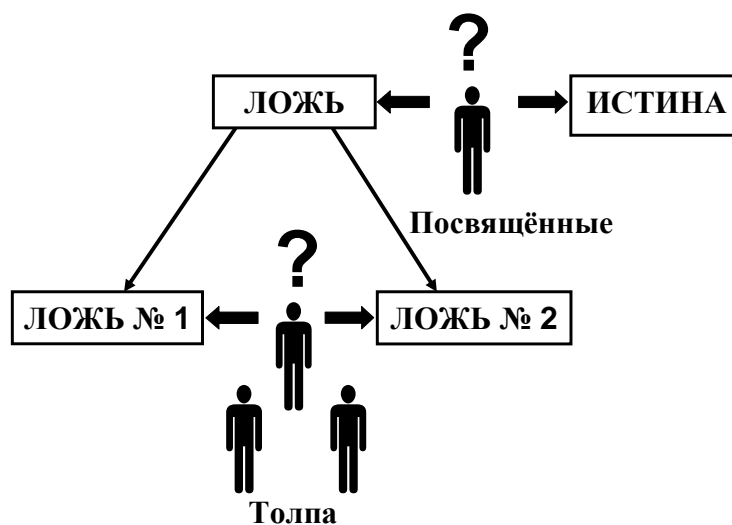 ?
ЛОЖЬ
ИСТИНА
Посвящённые
?
ЛОЖЬ № 1
ЛОЖЬ № 2
Толпа